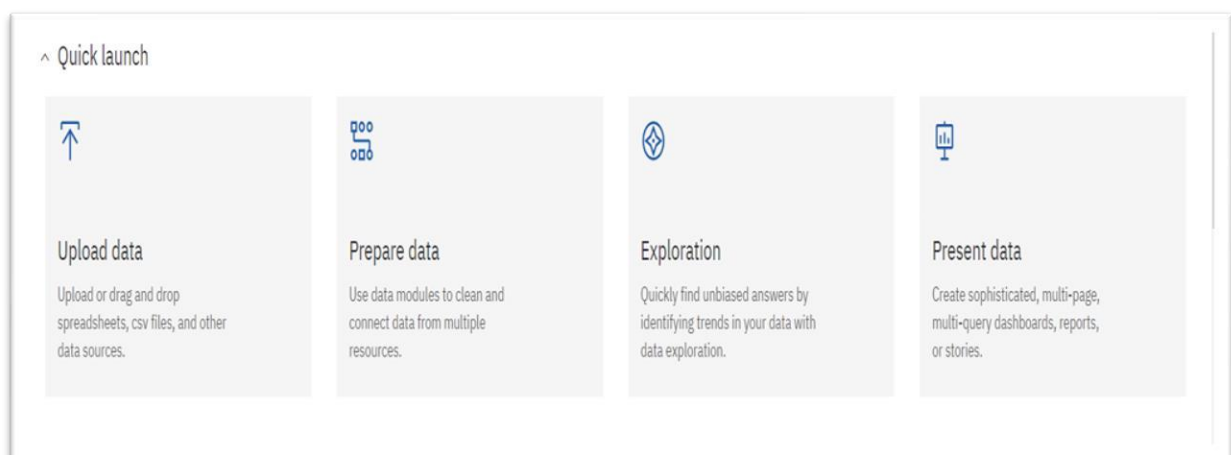 Quick launch
Upload data
Upload or drag and drop
spreadsheets, csv files, and other
data sources.
Prepare data
Use data modules to clean and
connect data from multiple
resources.
Exploration
Quickly find unbiased answers by
identifying trends in your data with
data exploration.
Present data
Create sophisticated, multi-page,
multi-query dashboards, reports,
or stories.